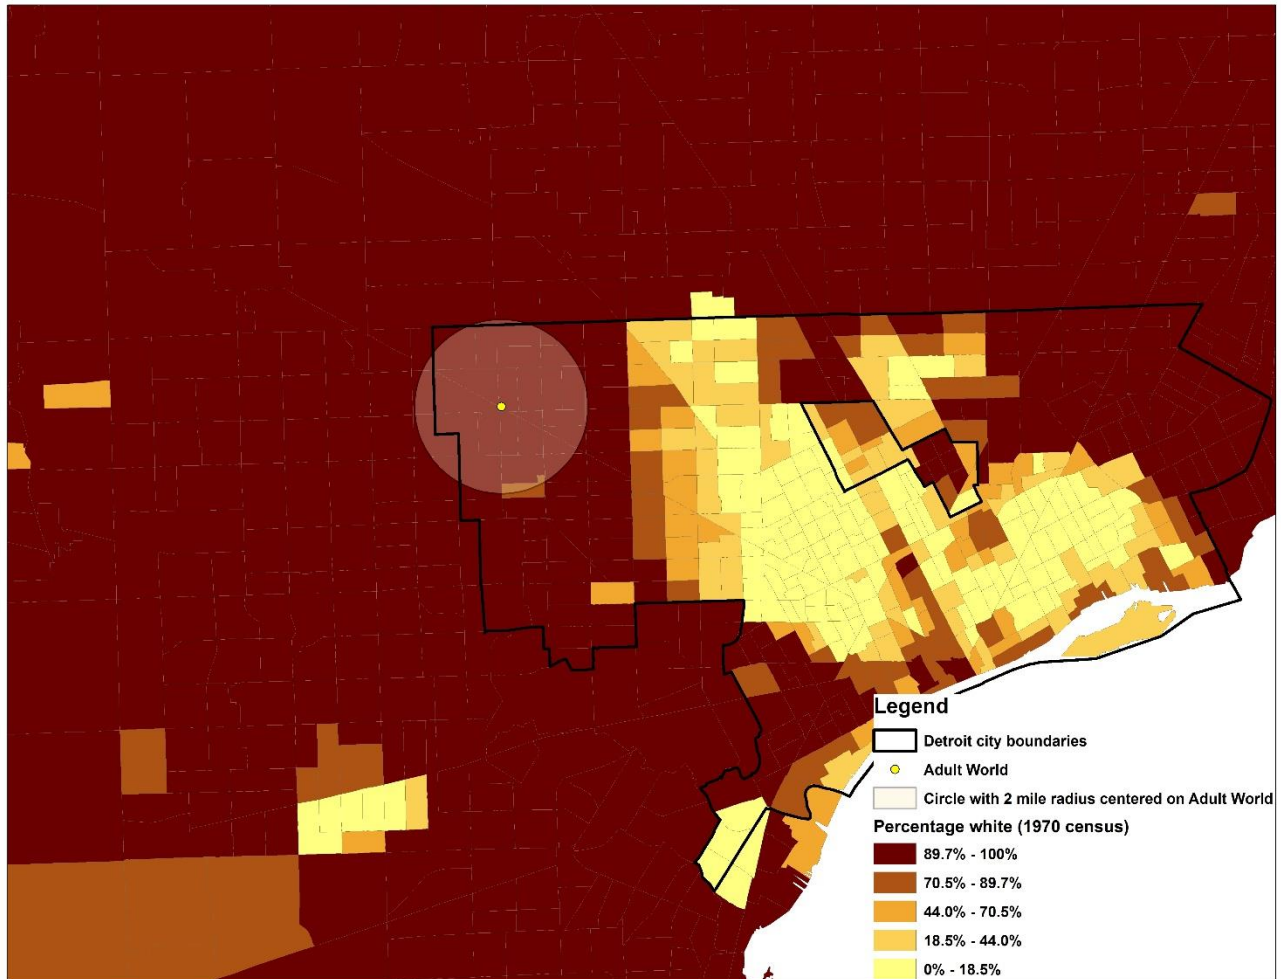 Legend
Detroit city boundaries
Adult World
Circle with 2 mile radius centered on Adult World
Percentage white (1970 census)
89.7% - 100%
70.5% - 89.7%
44.0% - 70.5%
18.5% - 44.0%
0% - 18.5%